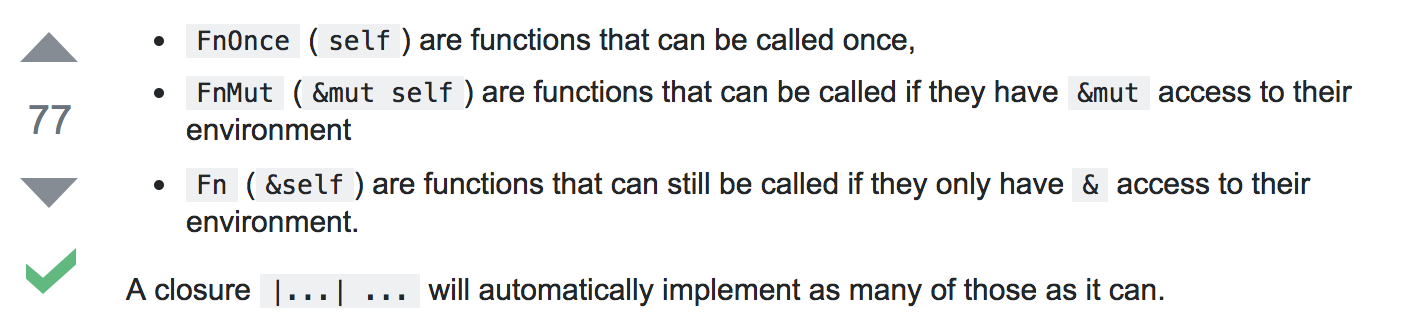 FnOnce ( self ) are functions that can be called once,
FnMut ( &mut self ) are functions that can be called if they have &mut access to their
environment
77
Fn ( &self ) are functions that can still be called if they only have & access to their
environment.
A closure |...| ... will automatically implement as many of those as it can.